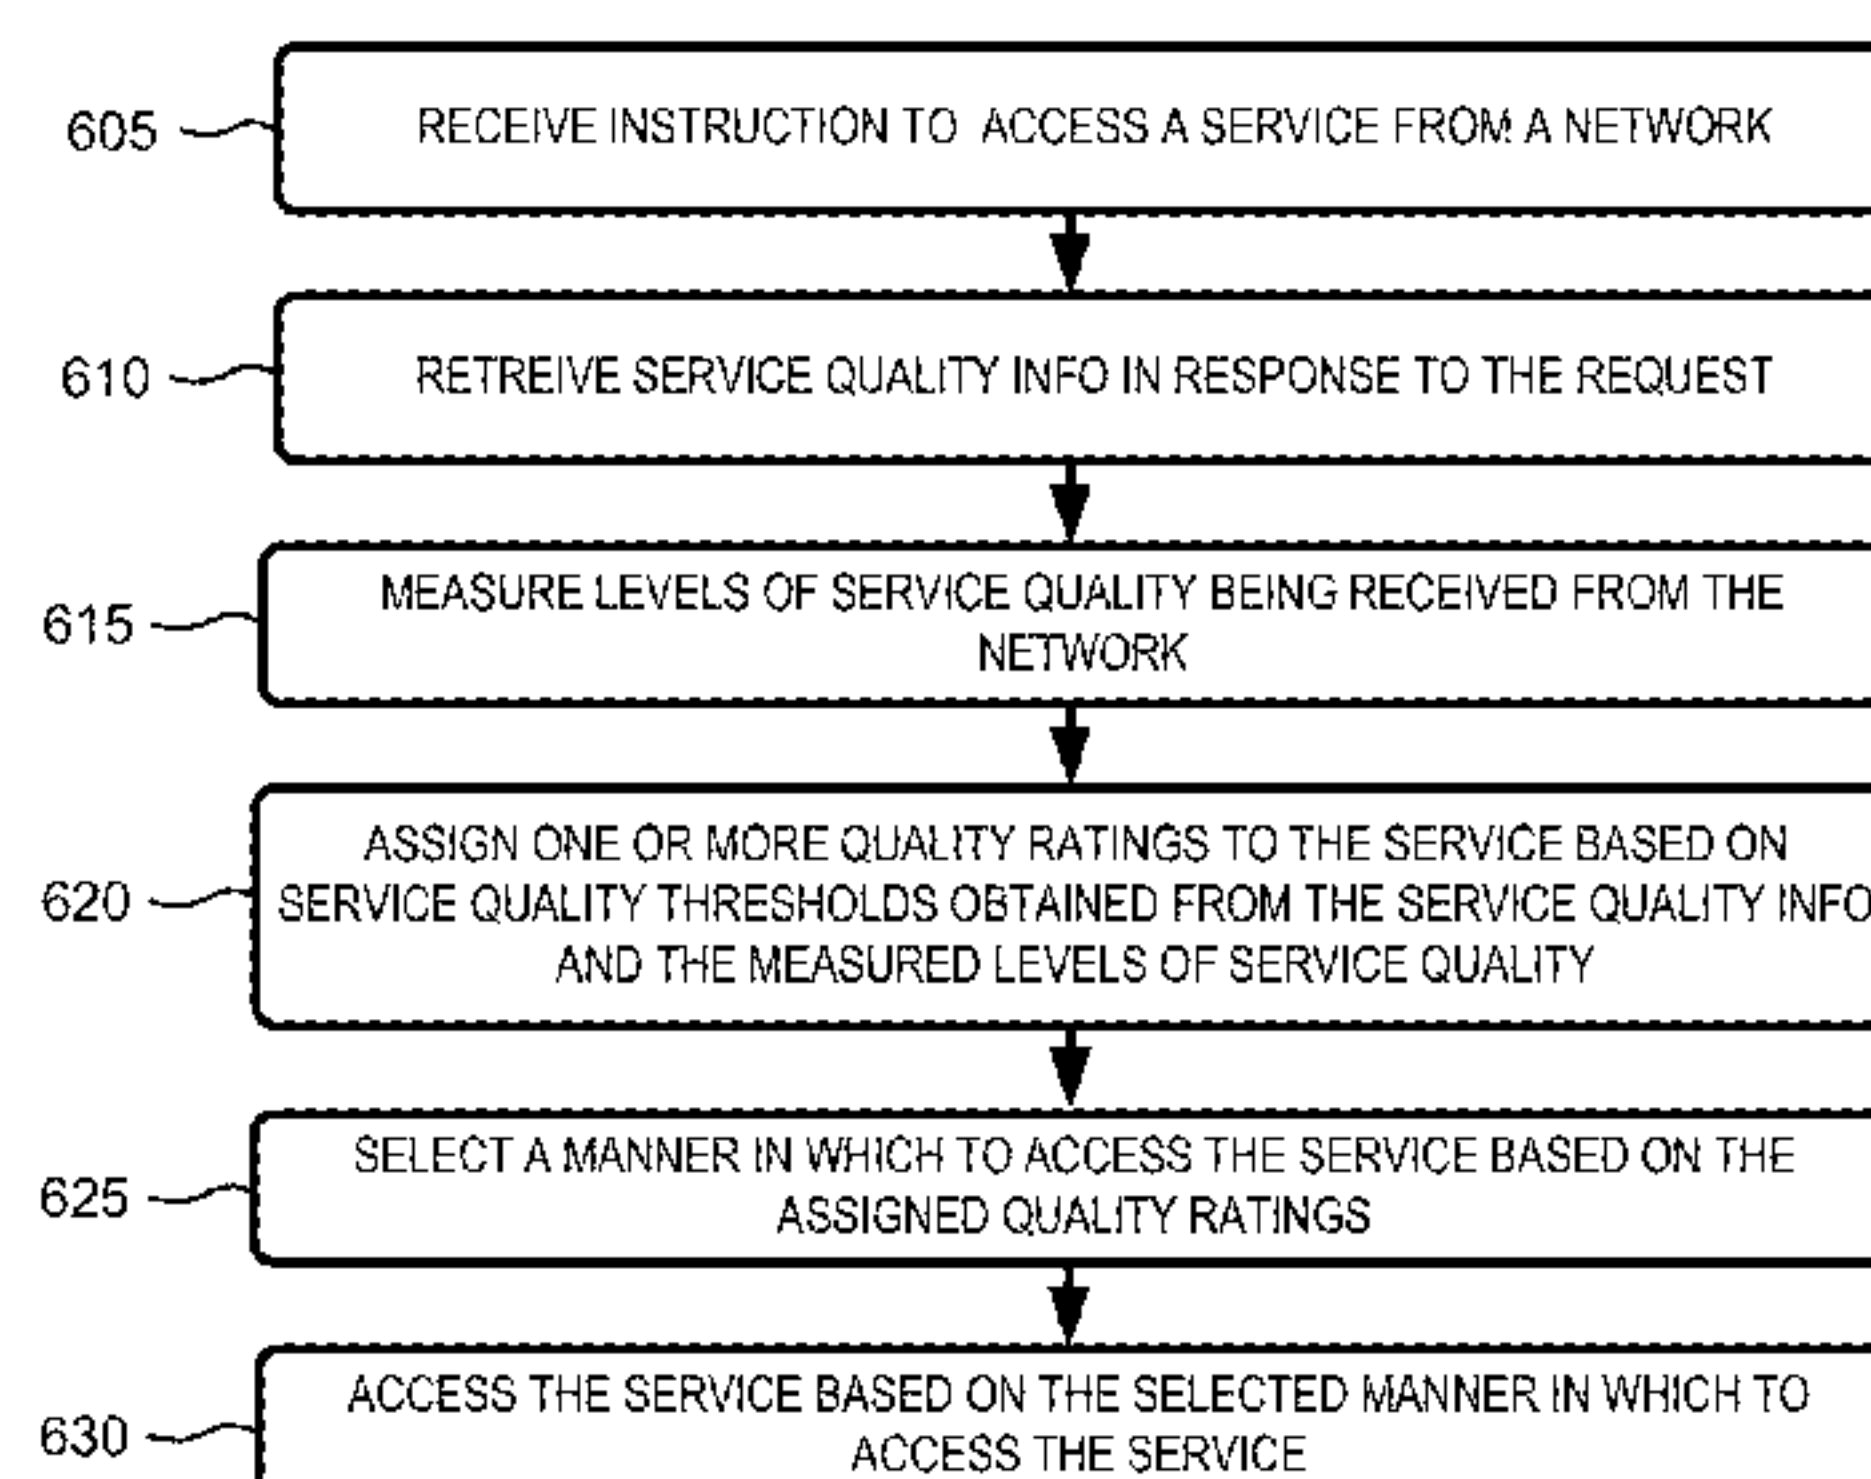 605 RECEIVE INSTRUCTION TO ACCESS A SERVICE FROM A NETWORK
610 RETREIVE SERVICE QUALITY INFO IN RESPONSE TO THE REQUEST
615 MEASURE LEVELS OF SERVICE QUALITY BEING RECEIVED FROM THE
NETWORK
620 ASSIGN ONE OR MORE QUALITY RATINGS TO THE SERVICE BASED ON
SERVICE QUALITY THRESHOLDS OBTAINED FROM THE SERVICE QUALITY INFO
AND THE MEASURED LEVELS OF SERVICE QUALITY
625 SELECT A MANNER IN WHICH TO ACCESS THE SERVICE BASED ON THE
ASSIGNED QUALITY RATINGS
630 ACCESS THE SERVICE BASED ON THE SELECTED MANNER IN WHICH TO
ACCESS THE SERVICE